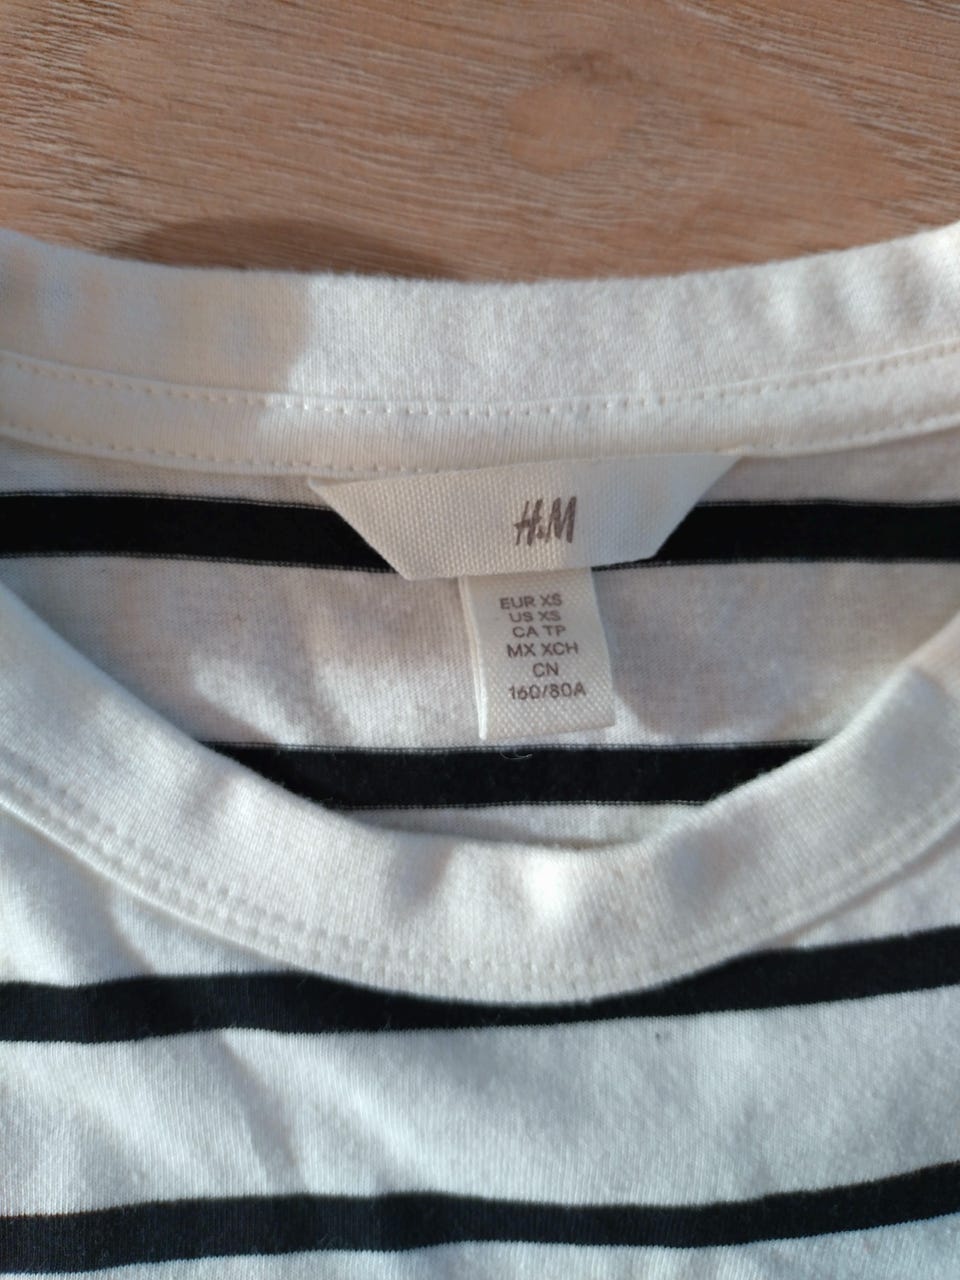 H&M
EUR XS
US XS
CA TP
MX XCH
CN
160/80A